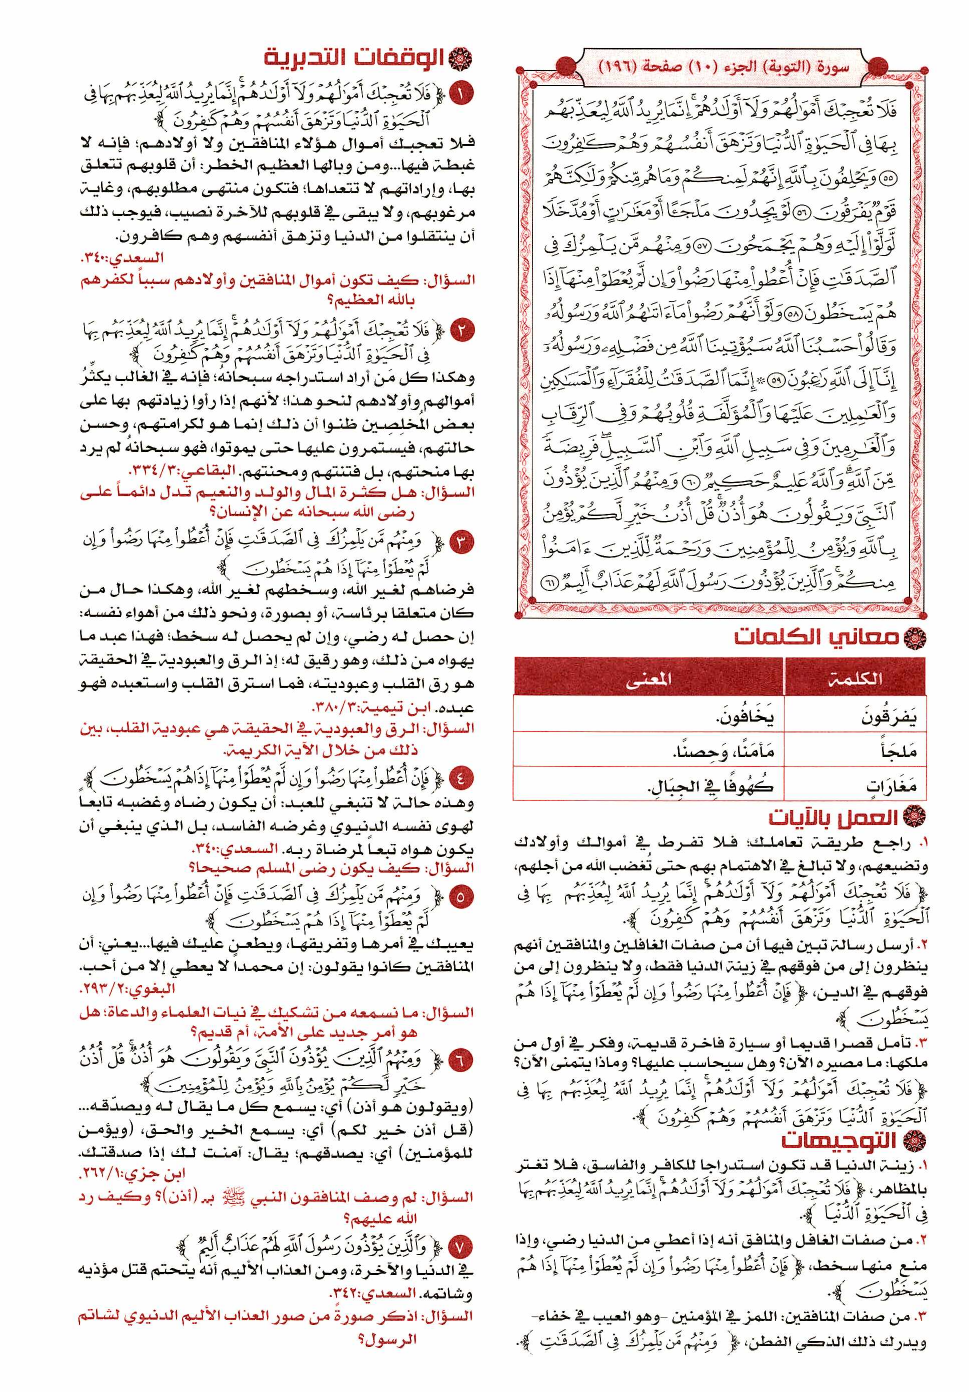 سورة (التوبة) الجزء (١٠) صفحة (١٩٦)
فَلَا تُعْجِبْكَ أَمْوَٰلُهُمْ وَلَآ أَوْلَٰدُهُمْ ۚ إِنَّمَا يُرِيدُ ٱللَّهُ لِيُعَذِّبَهُم
بِهَا فِى ٱلْحَيَوٰةِ ٱلدُّنْيَا وَتَزْهَقَ أَنفُسُهُمْ وَهُمْ كَٰفِرُونَ
٥٥ وَيَحْلِفُونَ بِٱللَّهِ إِنَّهُمْ لَمِنكُمْ وَمَا هُم مِّنكُمْ وَلَٰكِنَّهُمْ
قَوْمٌ يَفْرَقُونَ ٥٦ لَوْ يَجِدُونَ مَلْجَـًٔا أَوْ مَغَٰرَٰتٍ أَوْ مُدَّخَلًا
لَّوَلَّوْا۟ إِلَيْهِ وَهُمْ يَجْمَحُونَ ٥٧ وَمِنْهُم مَّن يَلْمِزُكَ فِى
ٱلصَّدَقَٰتِ فَإِنْ أُعْطُوا۟ مِنْهَا رَضُوا۟ وَإِن لَّمْ يُعْطَوْا۟ مِنْهَآ إِذَا
هُمْ يَسْخَطُونَ ٥٨ وَلَوْ أَنَّهُمْ رَضُوا۟ مَآ ءَاتَىٰهُمُ ٱللَّهُ وَرَسُولُهُۥ
وَقَالُوا۟ حَسْبُنَا ٱللَّهُ سَيُؤْتِينَا ٱللَّهُ مِن فَضْلِهِۦ وَرَسُولُهُۥٓ
إِنَّآ إِلَى ٱللَّهِ رَٰغِبُونَ ٥٩ ۞ إِنَّمَا ٱلصَّدَقَٰتُ لِلْفُقَرَآءِ وَٱلْمَسَٰكِينِ
وَٱلْعَٰمِلِينَ عَلَيْهَا وَٱلْمُؤَلَّفَةِ قُلُوبُهُمْ وَفِى ٱلرِّقَابِ
وَٱلْغَٰرِمِينَ وَفِى سَبِيلِ ٱللَّهِ وَٱبْنِ ٱلسَّبِيلِ ۖ فَرِيضَةً
مِّنَ ٱللَّهِ ۗ وَٱللَّهُ عَلِيمٌ حَكِيمٌ ٦٠ وَمِنْهُمُ ٱلَّذِينَ يُؤْذُونَ
ٱلنَّبِىَّ وَيَقُولُونَ هُوَ أُذُنٌ ۚ قُلْ أُذُنُ خَيْرٍ لَّكُمْ يُؤْمِنُ
بِٱللَّهِ وَيُؤْمِنُ لِلْمُؤْمِنِينَ وَرَحْمَةٌ لِّلَّذِينَ ءَامَنُوا۟
مِنكُمْ ۚ وَٱلَّذِينَ يُؤْذُونَ رَسُولَ ٱللَّهِ لَهُمْ عَذَابٌ أَلِيمٌ ٦١
معاني الكلمات
الكلمة المعنى
يَفرَقُونَ يَخَافُونَ.
مَلجَأً مَأمَنًا، وَحِصنًا.
مَغَارَاتٍ كُهُوفًا فِي الجِبَالِ.
العمل بالآيات
١. راجع طريقة تعاملك؛ فلا تفرط في أموالك وأولادك
وتضيعهم، ولا تبالغ في الاهتمام بهم حتى تُغضب الله من أجلهم،
﴿ فَلَا تُعْجِبْكَ أَمْوَٰلُهُمْ وَلَآ أَوْلَٰدُهُمْ ۚ إِنَّمَا يُرِيدُ ٱللَّهُ لِيُعَذِّبَهُم بِهَا فِى
ٱلْحَيَوٰةِ ٱلدُّنْيَا وَتَزْهَقَ أَنفُسُهُمْ وَهُمْ كَٰفِرُونَ ﴾.
٢. أرسل رسالة تبين فيها أن من صفات الغافلين والمنافقين أنهم
ينظرون إلى من فوقهم في زينة الدنيا فقط، ولا ينظرون إلى من
فوقهم في الدين، ﴿ فَإِنْ أُعْطُوا۟ مِنْهَا رَضُوا۟ وَإِن لَّمْ يُعْطَوْا۟ مِنْهَآ إِذَا هُمْ
يَسْخَطُونَ ﴾
٣. تأمل قصرا قديما أو سيارة فاخرة قديمة، وفكر في أول من
ملكها: ما مصيره الآن؟ وهل سيحاسب عليها؟ وماذا يتمنى الآن؟
﴿ فَلَا تُعْجِبْكَ أَمْوَٰلُهُمْ وَلَآ أَوْلَٰدُهُمْ ۚ إِنَّمَا يُرِيدُ ٱللَّهُ لِيُعَذِّبَهُم بِهَا فِى
ٱلْحَيَوٰةِ ٱلدُّنْيَا وَتَزْهَقَ أَنفُسُهُمْ وَهُمْ كَٰفِرُونَ ﴾.
التوجيهات
١. زينة الدنيا قد تكون استدراجا للكافر والفاسق، فلا تغتر
بالمظاهر، ﴿ فَلَا تُعْجِبْكَ أَمْوَٰلُهُمْ وَلَآ أَوْلَٰدُهُمْ ۚ إِنَّمَا يُرِيدُ ٱللَّهُ لِيُعَذِّبَهُم بِهَا
فِى ٱلْحَيَوٰةِ ٱلدُّنْيَا ﴾.
٢. من صفات الغافل والمنافق أنه إذا أعطي من الدنيا رضي، وإذا
منع منها سخط، ﴿ فَإِنْ أُعْطُوا۟ مِنْهَا رَضُوا۟ وَإِن لَّمْ يُعْطَوْا۟ مِنْهَآ إِذَا هُمْ
يَسْخَطُونَ ﴾.
٣. من صفات المنافقين: اللمز في المؤمنين -وهو العيب في خفاء-
ويدرك ذلك الذكي الفطن، ﴿ وَمِنْهُم مَّن يَلْمِزُكَ فِى ٱلصَّدَقَٰتِ ﴾.
الوقفات التدبرية
١ ﴿ فَلَا تُعْجِبْكَ أَمْوَٰلُهُمْ وَلَآ أَوْلَٰدُهُمْ ۚ إِنَّمَا يُرِيدُ ٱللَّهُ لِيُعَذِّبَهُم بِهَا فِى
ٱلْحَيَوٰةِ ٱلدُّنْيَا وَتَزْهَقَ أَنفُسُهُمْ وَهُمْ كَٰفِرُونَ ﴾
فلا تعجبك أموال هؤلاء المنافقين ولا أولادهم؛ فإنه لا
غبطة فيها...ومن وبالها العظيم الخطر: أن قلوبهم تتعلق
بها، وإراداتهم لا تتعداها؛ فتكون منتهى مطلوبهم، وغاية
مرغوبهم، ولا يبقى في قلوبهم للآخرة نصيب، فيوجب ذلك
أن ينتقلوا من الدنيا وتزهق أنفسهم وهم كافرون.
السعدي:٣٤٠.
السؤال: كيف تكون أموال المنافقين وأولادهم سبباً لكفرهم
بالله العظيم؟
٢ ﴿ فَلَا تُعْجِبْكَ أَمْوَٰلُهُمْ وَلَآ أَوْلَٰدُهُمْ ۚ إِنَّمَا يُرِيدُ ٱللَّهُ لِيُعَذِّبَهُم بِهَا
فِى ٱلْحَيَوٰةِ ٱلدُّنْيَا وَتَزْهَقَ أَنفُسُهُمْ وَهُمْ كَٰفِرُونَ ﴾
وهكذا كل من أراد استدراجه سبحانهُ؛ فإنه في الغالب يكثِّرُ
أموالهم وأولادهم لنحو هذا؛ لأنهم إذا رأوا زيادتهم بها على
بعض المُخلصِين ظنوا أن ذلك إنما هو لكرامتهم، وحسن
حالتهم، فيستمرون عليها حتى يموتوا، فهو سبحانهُ لم يرد
بها منحتهم، بل فتنتهم ومحنتهم. البقاعي:٣٣٤/٣.
السؤال: هل كثرة المال والولد والنعيم تدل دائماً على
رضى الله سبحانه عن الإنسان؟
٣ ﴿ وَمِنْهُم مَّن يَلْمِزُكَ فِى ٱلصَّدَقَٰتِ فَإِنْ أُعْطُوا۟ مِنْهَا رَضُوا۟ وَإِن
لَّمْ يُعْطَوْا۟ مِنْهَآ إِذَا هُمْ يَسْخَطُونَ ﴾
فرضاهم لغير الله، وسخطهم لغير الله، وهكذا حال من
كان متعلقا برئاسة، أو بصورة، ونحو ذلك من أهواء نفسه:
إن حصل له رضي، وإن لم يحصل له سخط؛ فهذا عبد ما
يهواه من ذلك، وهو رقيق له؛ إذ الرق والعبودية في الحقيقة
هو رق القلب وعبوديته، فما استرق القلب واستعبده فهو
عبده. ابن تيمية:٣٨٠/٣.
السؤال: الرق والعبودية في الحقيقة هي عبودية القلب، بين
ذلك من خلال الآية الكريمة.
٤ ﴿ فَإِنْ أُعْطُوا۟ مِنْهَا رَضُوا۟ وَإِن لَّمْ يُعْطَوْا۟ مِنْهَآ إِذَا هُمْ يَسْخَطُونَ ﴾
وهذه حالة لا تنبغي للعبد: أن يكون رضاه وغضبه تابعاً
لهوى نفسه الدنيوي وغرضه الفاسد، بل الذي ينبغي أن
يكون هواه تبعاً لمرضاة ربه. السعدي:٣٤٠.
السؤال: كيف يكون رضى المسلم صحيحا؟
٥ ﴿ وَمِنْهُم مَّن يَلْمِزُكَ فِى ٱلصَّدَقَٰتِ فَإِنْ أُعْطُوا۟ مِنْهَا رَضُوا۟ وَإِن
لَّمْ يُعْطَوْا۟ مِنْهَآ إِذَا هُمْ يَسْخَطُونَ ﴾
يعيبك في أمرها وتفريقها، ويطعن عليك فيها...يعني: أن
المنافقين كانوا يقولون: إن محمداً لا يعطي إلا من أحب.
البغوي:٢٩٣/٢.
السؤال: ما نسمعه من تشكيك في نيات العلماء والدعاة؛ هل
هو أمر جديد على الأمة، أم قديم؟
٦ ﴿ وَمِنْهُمُ ٱلَّذِينَ يُؤْذُونَ ٱلنَّبِىَّ وَيَقُولُونَ هُوَ أُذُنٌ ۚ قُلْ أُذُنُ
خَيْرٍ لَّكُمْ يُؤْمِنُ بِٱللَّهِ وَيُؤْمِنُ لِلْمُؤْمِنِينَ ﴾
(ويقولون هو أذن) أي: يسمع كل ما يقال له ويصدّقه...
(قل أذن خير لكم) أي: يسمع الخير والحق، (ويؤمن
للمؤمنين) أي: يصدقهم؛ يقال: آمنت لك إذا صدقتك.
ابن جزي:٢٦٢/١.
السؤال: لم وصف المنافقون النبي ﷺ بـ (أذن)؟ وكيف رد
الله عليهم؟
٧ ﴿ وَٱلَّذِينَ يُؤْذُونَ رَسُولَ ٱللَّهِ لَهُمْ عَذَابٌ أَلِيمٌ ﴾
في الدنيا والآخرة، ومن العذاب الأليم أنه يتحتم قتل مؤذيه
وشاتمه. السعدي:٣٤٢.
السؤال: اذكر صورةً من صور العذاب الأليم الدنيوي لشاتم
الرسول؟